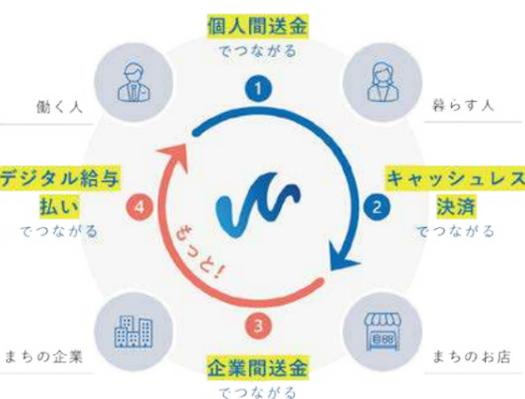 個人間送金
でつながる
1
働く人
暮らす人
デジタル給与
払い
でつながる
4
キャッシュレス
決済
でつながる
2
もっと!
3
まちの企業
まちのお店
企業間送金
でつながる